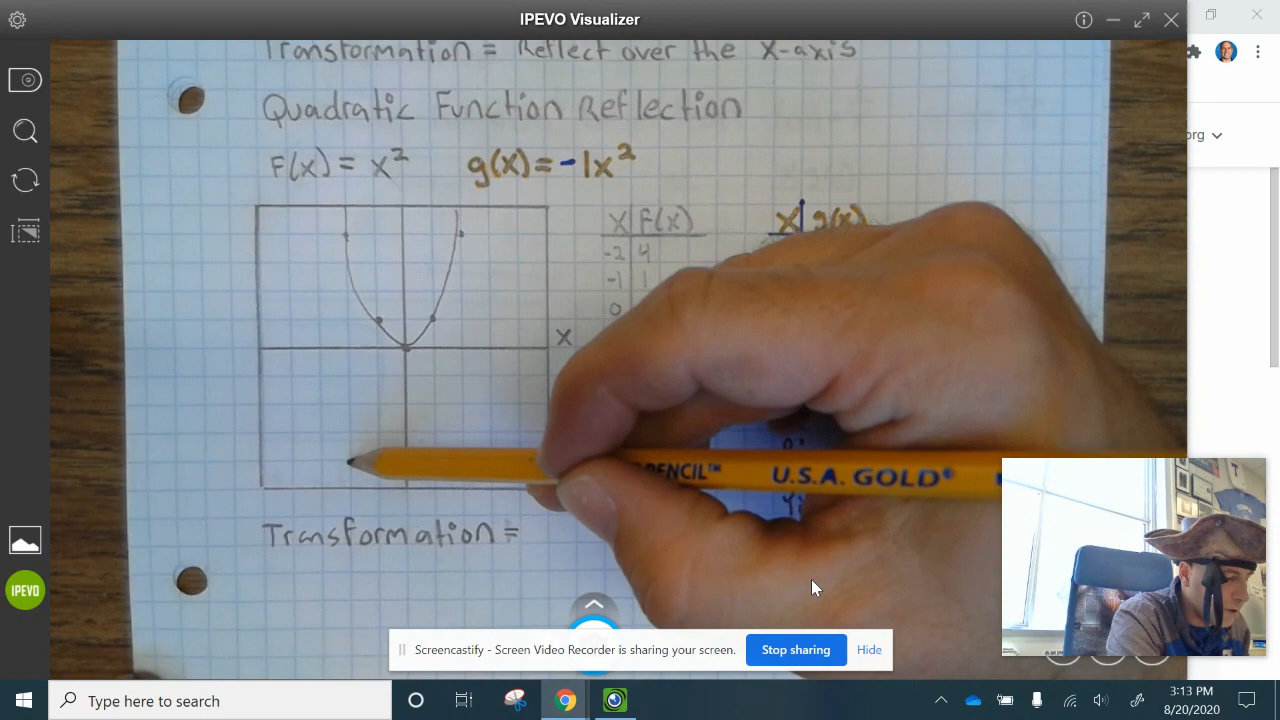 IPEVO Visualizer
Transformation = Reflect over the X-axis
Quadratic Function Reflection
F(x) = x² g(x) = -1x²
org
X F(x)
X g(x)
-2 4
-1 1
0
X
PENCIL™ U.S.A. GOLD®
Transformation =
IPEVO
Screencastify - Screen Video Recorder is sharing your screen. Stop sharing Hide
Type here to search
3:13 PM
8/20/2020